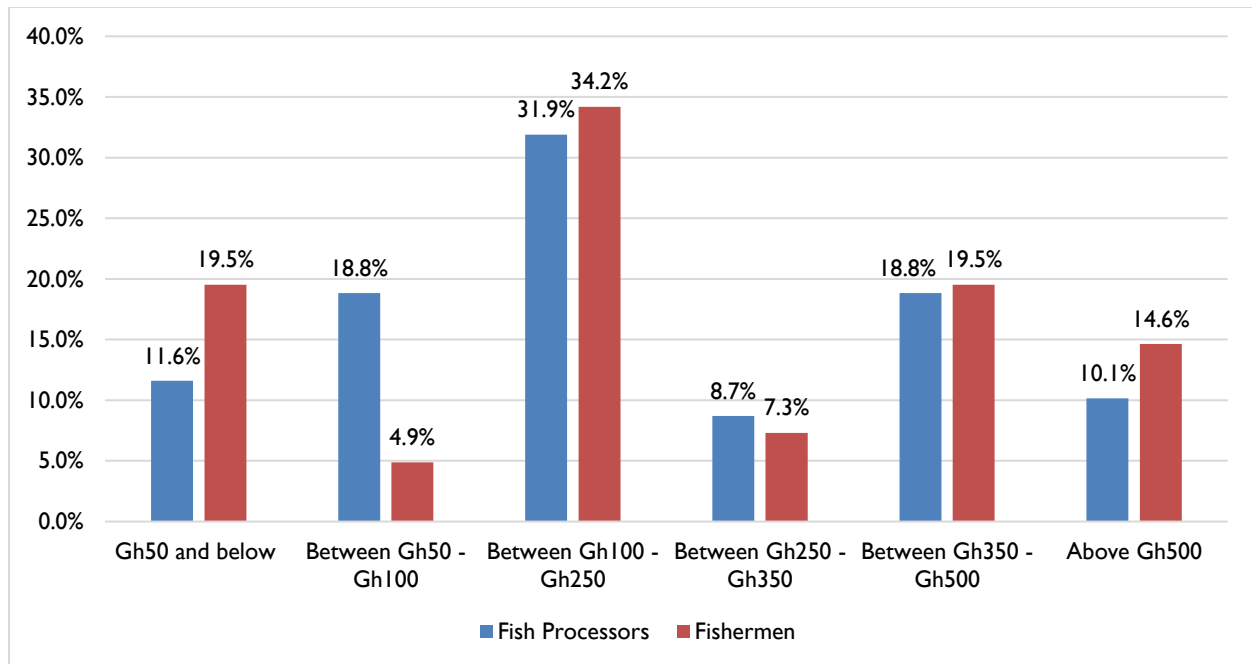 40.0%
35.0%
30.0%
25.0%
20.0%
15.0%
10.0%
5.0%
0.0%
11.6%
19.5%
18.8%
4.9%
31.9%
34.2%
8.7%
7.3%
18.8%
19.5%
10.1%
14.6%
Gh50 and below
Between Gh50 -
Gh100
Between Gh100 -
Gh250
Between Gh250 -
Gh350
Between Gh350 -
Gh500
Above Gh500
Fish Processors
Fishermen